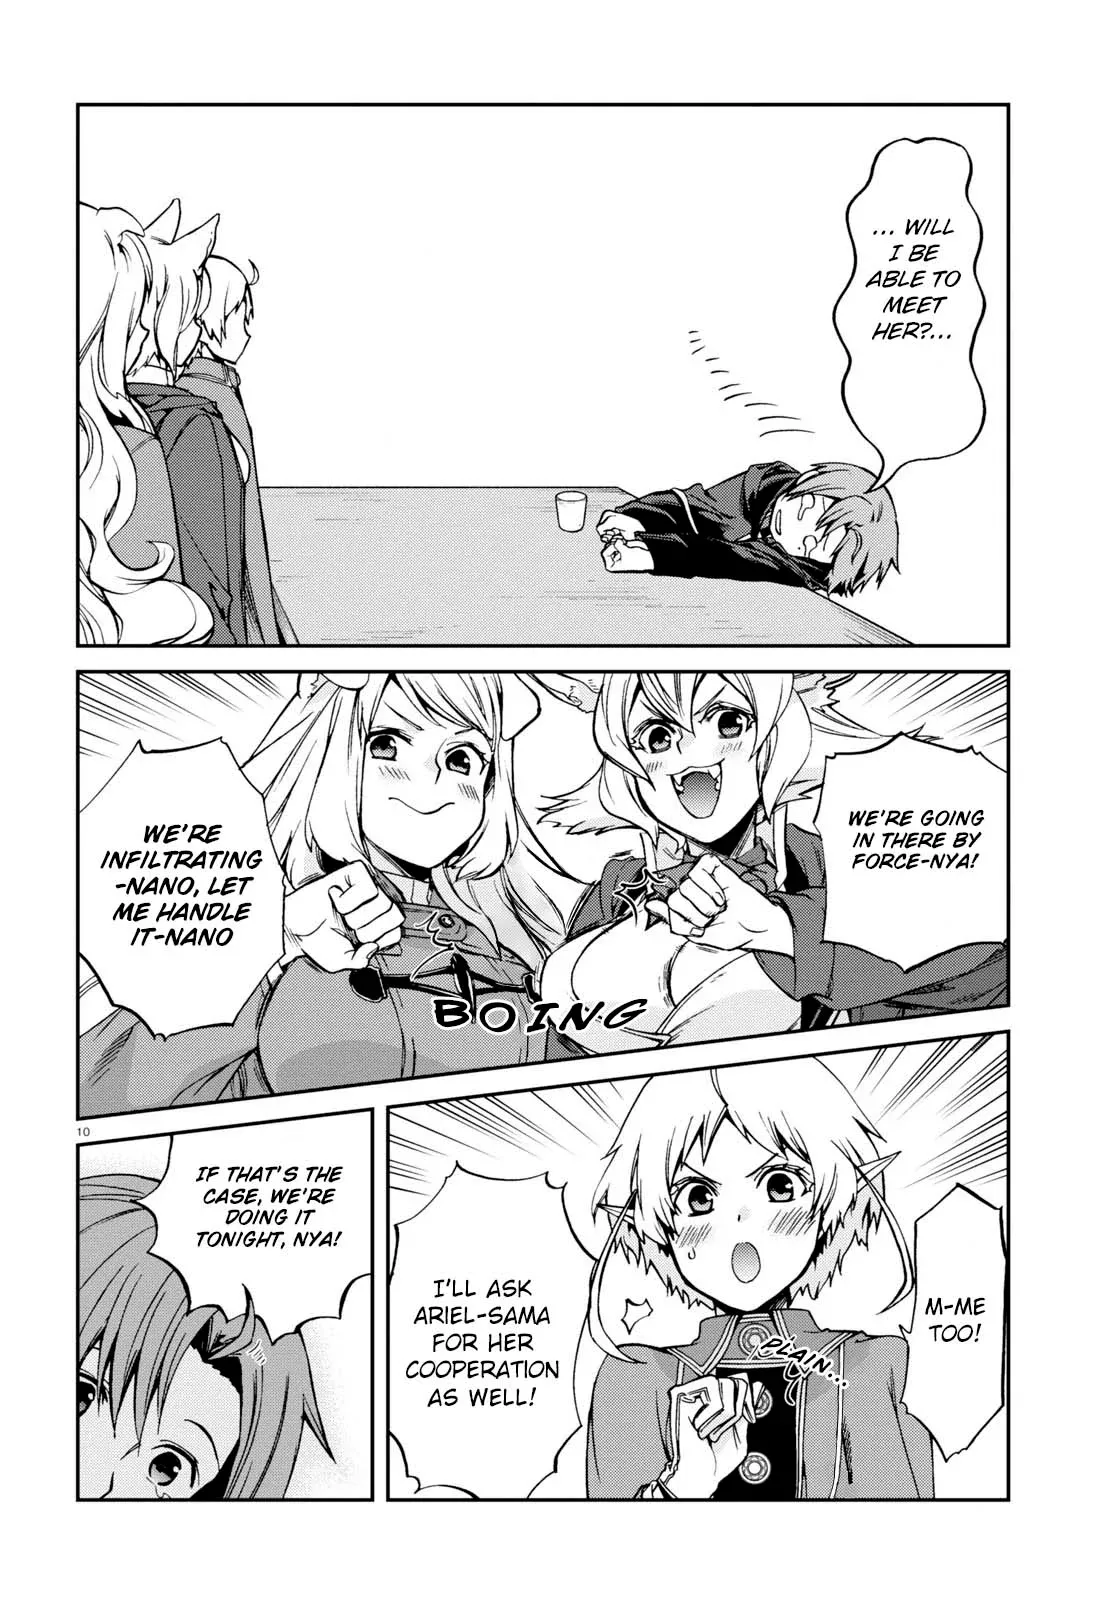 ... WILL
I BE
ABLE TO
MEET
HER?...
WE'RE GOING
IN THERE BY
FORCE-NYA!
WE'RE
INFILTRATING
-NANO, LET
ME HANDLE
IT-NANO
BOING
M-ME
TOO!
PLAIN...
I'LL ASK
ARIEL-SAMA
FOR HER
COOPERATION
AS WELL!
10
IF THAT'S THE
CASE, WE'RE
DOING IT
TONIGHT, NYA!